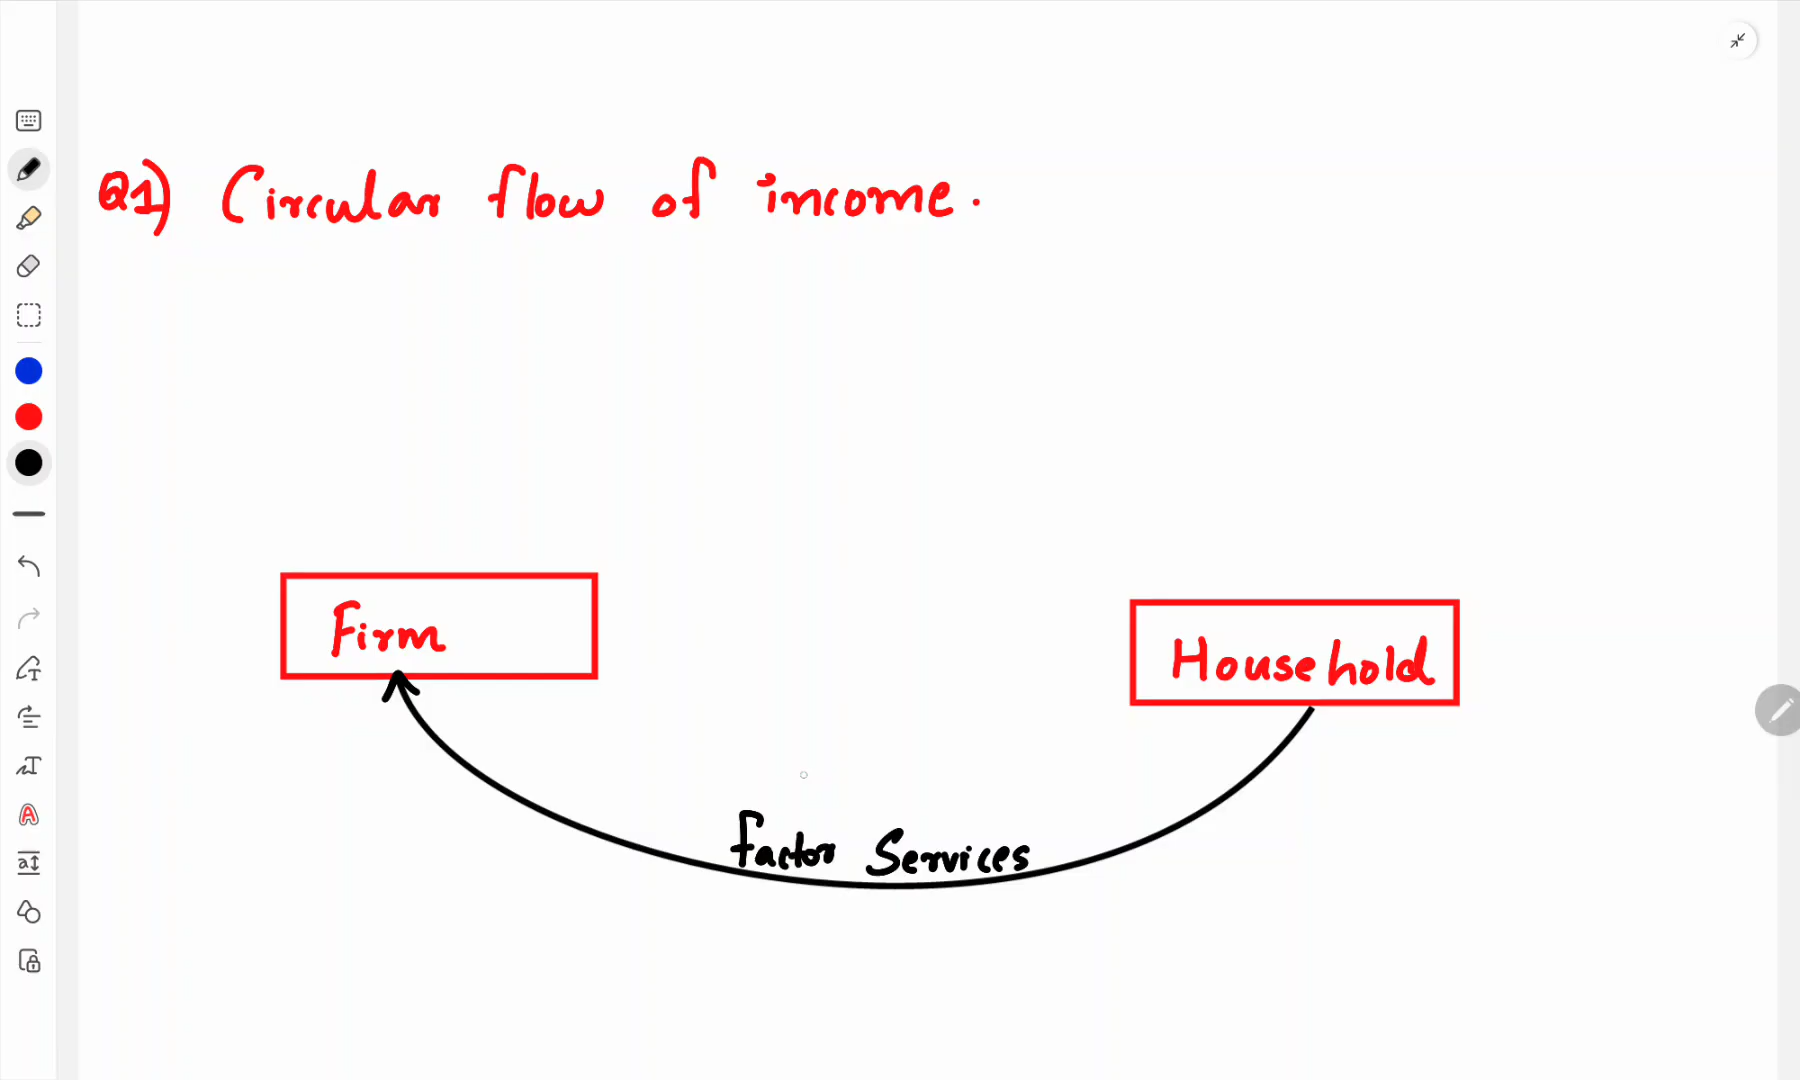 Q1) Circular flow of income.
Firm
Household
factor Services